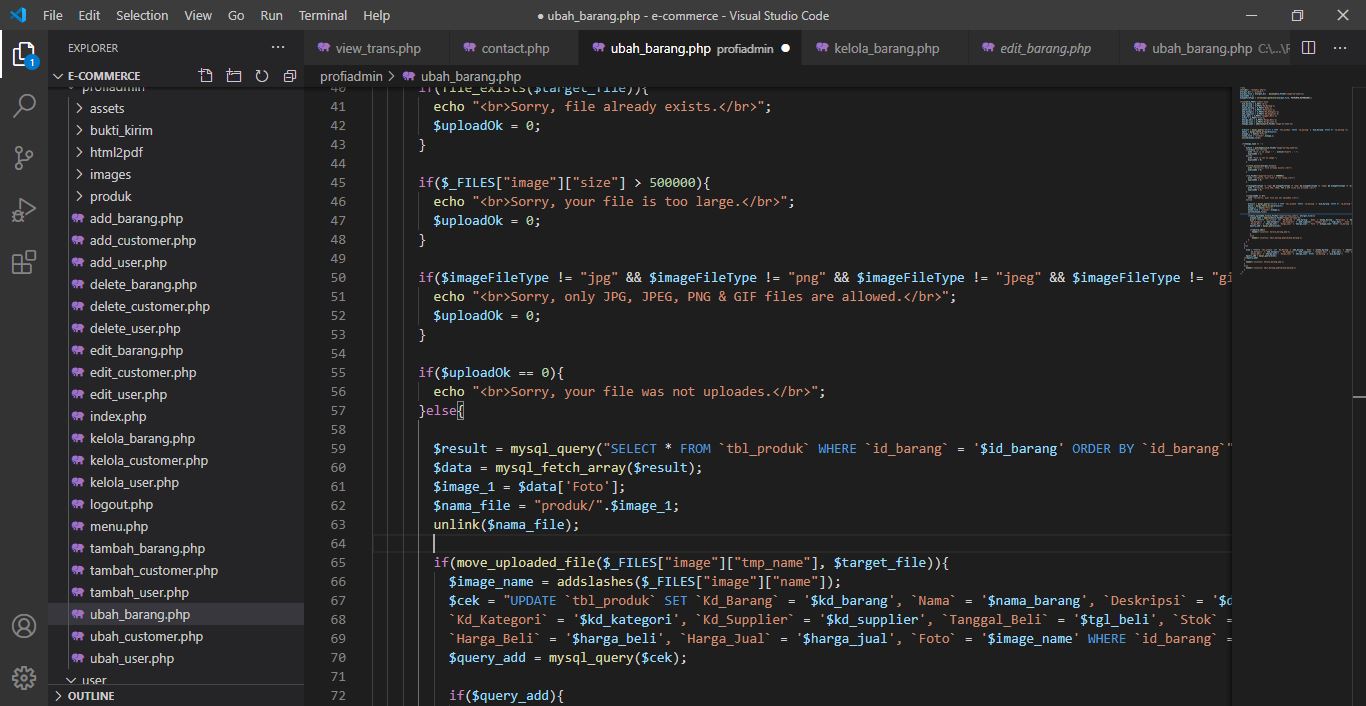 File Edit Selection View Go Run Terminal Help ● ubah_barang.php - e-commerce - Visual Studio Code
EXPLORER ···
view_trans.php contact.php ubah_barang.php profiadmin ● kelola_barang.php edit_barang.php ubah_barang.php C:\...\F ···
1
E-COMMERCE
profiadmin > ubah_barang.php
profiadmin
assets
bukti_kirim
html2pdf
images
produk
add_barang.php
add_customer.php
add_user.php
delete_barang.php
delete_customer.php
delete_user.php
edit_barang.php
edit_customer.php
edit_user.php
index.php
kelola_barang.php
kelola_customer.php
kelola_user.php
logout.php
menu.php
tambah_barang.php
tambah_customer.php
tambah_user.php
ubah_barang.php
ubah_customer.php
ubah_user.php
user
OUTLINE
40 if(file_exists($target_file)){
41 echo "<br>Sorry, file already exists.</br>";
42 $uploadOk = 0;
43 }
44
45 if($_FILES["image"]["size"] > 500000){
46 echo "<br>Sorry, your file is too large.</br>";
47 $uploadOk = 0;
48 }
49
50 if($imageFileType != "jpg" && $imageFileType != "png" && $imageFileType != "jpeg" && $imageFileType != "gi
51 echo "<br>Sorry, only JPG, JPEG, PNG & GIF files are allowed.</br>";
52 $uploadOk = 0;
53 }
54
55 if($uploadOk == 0){
56 echo "<br>Sorry, your file was not uploades.</br>";
57 }else{
58
59 $result = mysql_query("SELECT * FROM `tbl_produk` WHERE `id_barang` = '$id_barang' ORDER BY `id_barang`"
60 $data = mysql_fetch_array($result);
61 $image_1 = $data['Foto'];
62 $nama_file = "produk/".$image_1;
63 unlink($nama_file);
64
65 if(move_uploaded_file($_FILES["image"]["tmp_name"], $target_file)){
66 $image_name = addslashes($_FILES["image"]["name"]);
67 $cek = "UPDATE `tbl_produk` SET `Kd_Barang` = '$kd_barang', `Nama` = '$nama_barang', `Deskripsi` = '$d
68 `Kd_Kategori` = '$kd_kategori', `Kd_Supplier` = '$kd_supplier', `Tanggal_Beli` = '$tgl_beli', `Stok` =
69 `Harga_Beli` = '$harga_beli', `Harga_Jual` = '$harga_jual', `Foto` = '$image_name' WHERE `id_barang` =
70 $query_add = mysql_query($cek);
71
72 if($query_add){